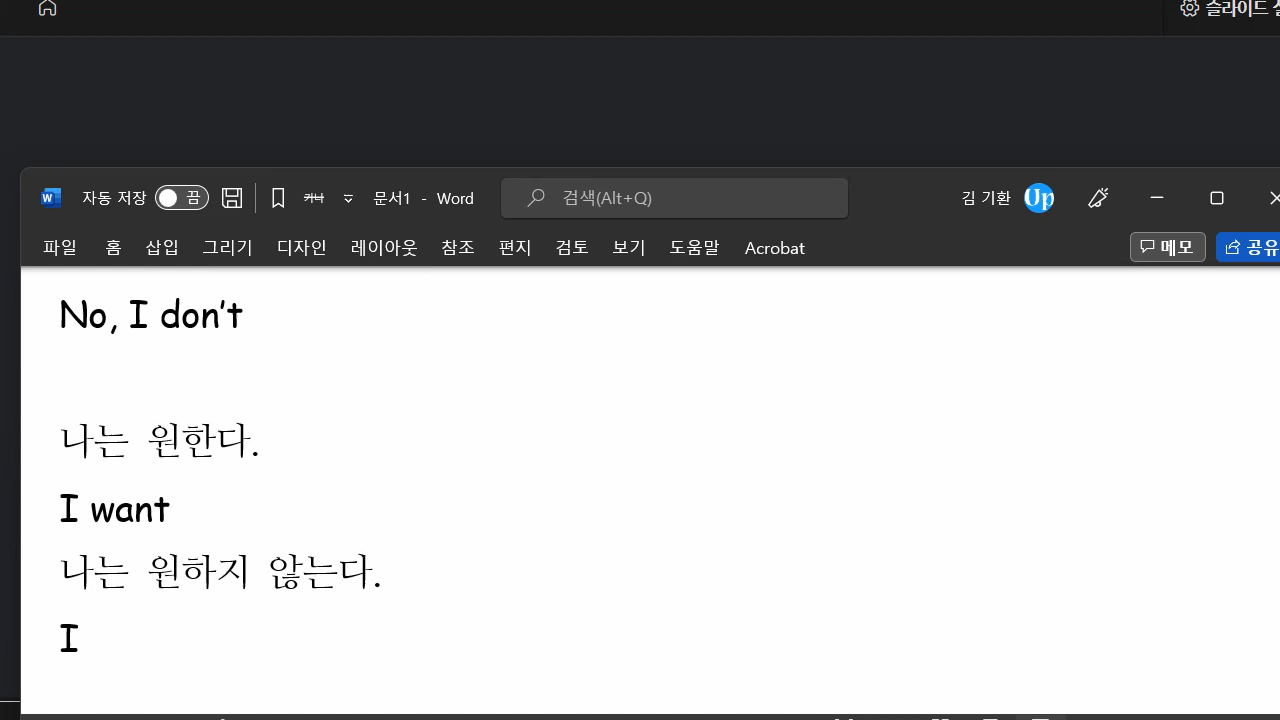 슬라이드
자동 저장 끔 가나 문서1 - Word 검색(Alt+Q) 김 기환 Up
파일 홈 삽입 그리기 디자인 레이아웃 참조 편지 검토 보기 도움말 Acrobat 메모 공유
No, I don't
나는 원한다.
I want
나는 원하지 않는다.
I